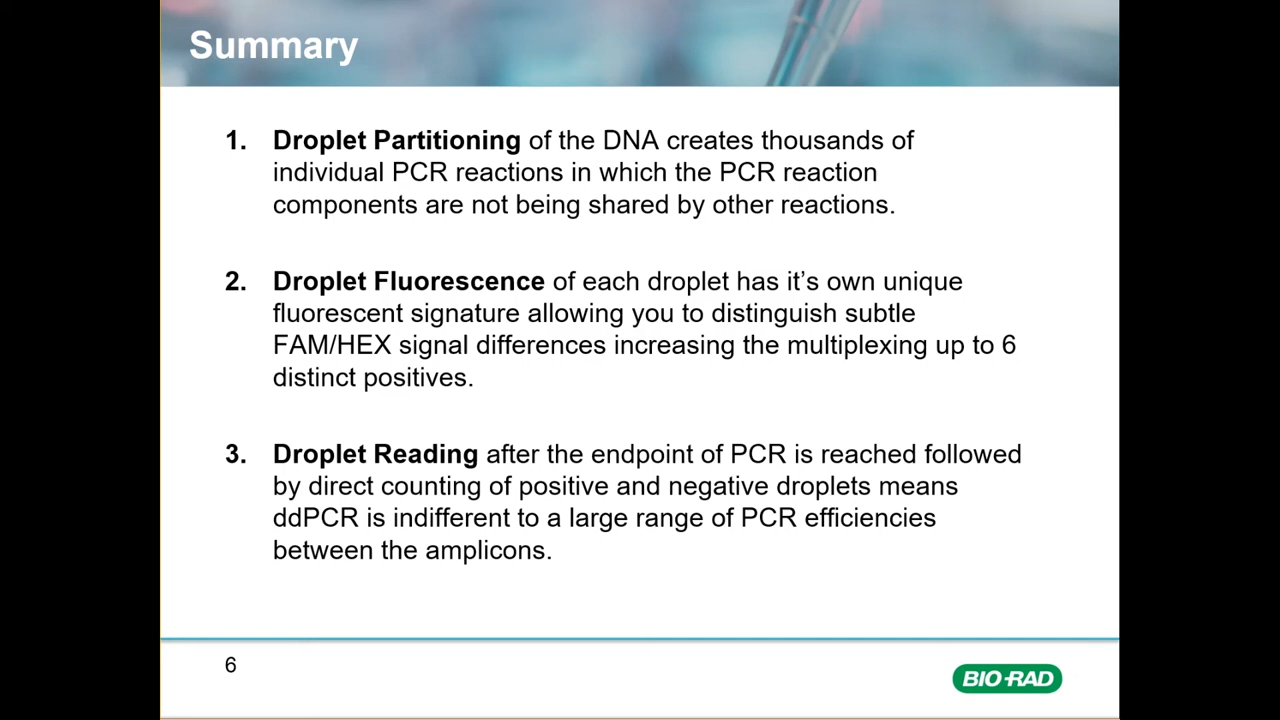 Summary
1. Droplet Partitioning of the DNA creates thousands of
individual PCR reactions in which the PCR reaction
components are not being shared by other reactions.
2. Droplet Fluorescence of each droplet has it’s own unique
fluorescent signature allowing you to distinguish subtle
FAM/HEX signal differences increasing the multiplexing up to 6
distinct positives.
3. Droplet Reading after the endpoint of PCR is reached followed
by direct counting of positive and negative droplets means
ddPCR is indifferent to a large range of PCR efficiencies
between the amplicons.
6
BIO-RAD